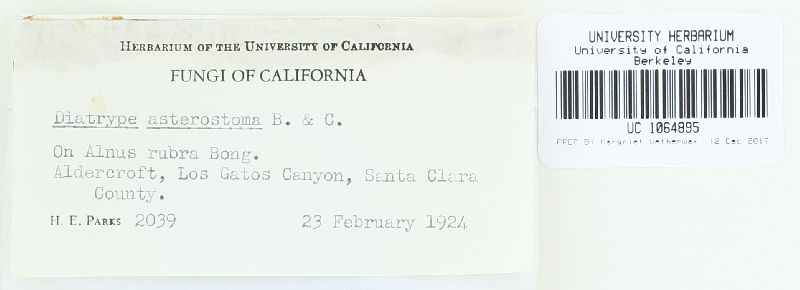 HERBARIUM OF THE UNIVERSITY OF CALIFORNIA
FUNGI OF CALIFORNIA
Diatrype asterostoma B. & C.
On Alnus rubra Bong.
Aldercroft, Los Gatos Canyon, Santa Clara
County.
H. E. PARKS 2039 23 February 1924
UNIVERSITY HERBARIUM
University of California
Berkeley
UC 1064895
PREP By Margriet Wetherwax 12 Dec 2017